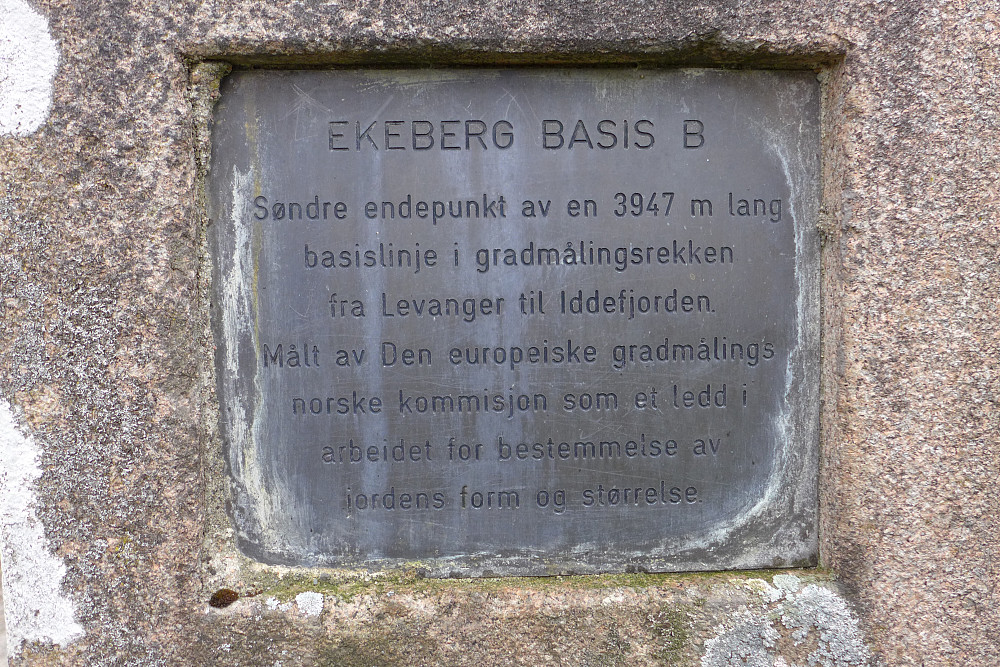 EKEBERG BASIS B
Søndre endepunkt av en 3947 m lang
basislinje i gradmålingsrekken
fra Levanger til Iddefjorden.
Målt av Den europeiske gradmålings
norske kommisjon som et ledd i
arbeidet for bestemmelse av
jordens form og størrelse.